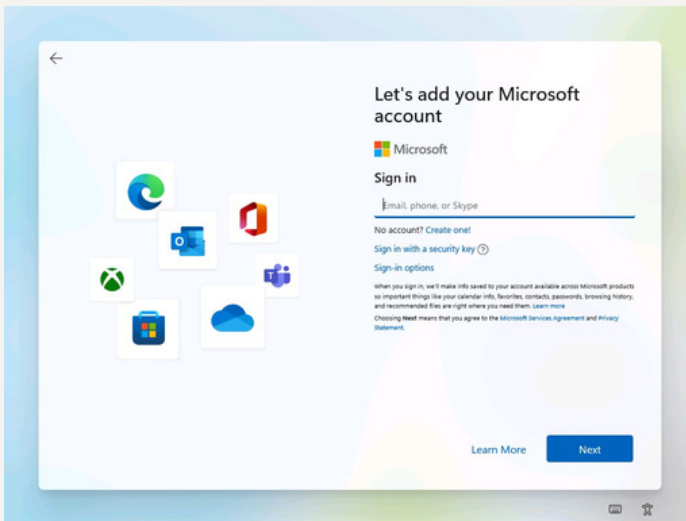 Let's add your Microsoft
account
Microsoft
Sign in
Email, phone, or Skype
No account? Create one!
Sign in with a security key
Sign-in options
When you sign in, we'll make info saved to your account available across Microsoft products
so important things like your calendar info, favorites, contacts, passwords, browsing history,
and recommended files are right where you need them. Learn more
Choosing Next means that you agree to the Microsoft Services Agreement and Privacy
Statement.
Learn More
Next